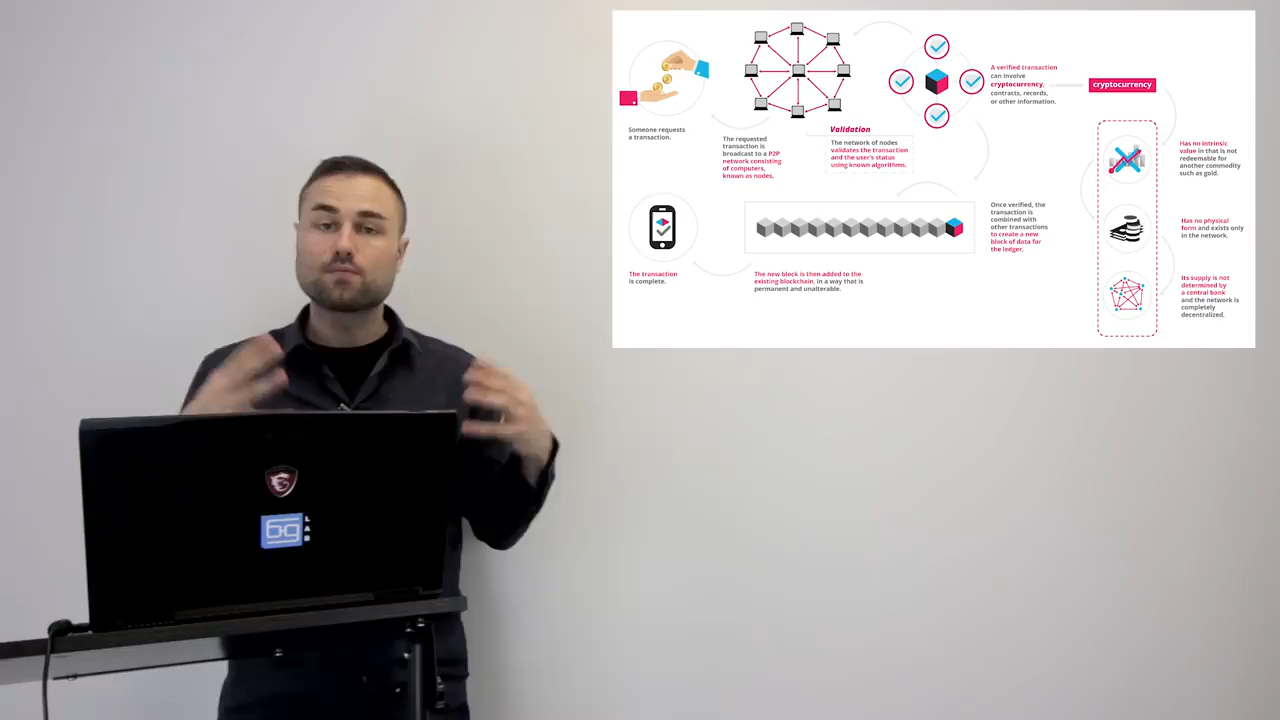 Someone requests
a transaction.
The requested
transaction is
broadcast to a P2P
network consisting
of computers,
known as nodes.
Validation
The network of nodes
validates the transaction
and the user's status
using known algorithms.
A verified transaction
can involve
cryptocurrency,
contracts, records,
or other information.
cryptocurrency
Has no intrinsic
value in that is not
redeemable for
another commodity
such as gold.
Has no physical
form and exists only
in the network.
Its supply is not
determined by
a central bank
and the network is
completely
decentralized.
Once verified, the
transaction is
combined with
other transactions
to create a new
block of data for
the ledger.
The new block is then added to the
existing blockchain, in a way that is
permanent and unalterable.
The transaction
is complete.
6g
LAB